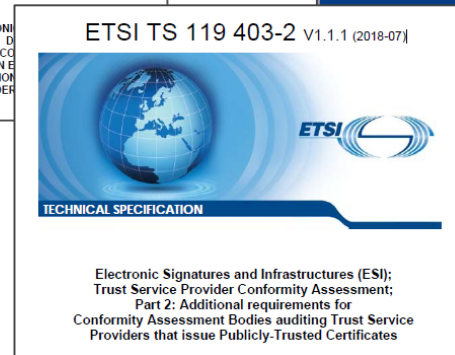 ETSI TS 119 403-2 V1.1.1 (2018-07)
ETSI
TECHNICAL SPECIFICATION
Electronic Signatures and Infrastructures (ESI);
Trust Service Provider Conformity Assessment;
Part 2: Additional requirements for
Conformity Assessment Bodies auditing Trust Service
Providers that issue Publicly-Trusted Certificates